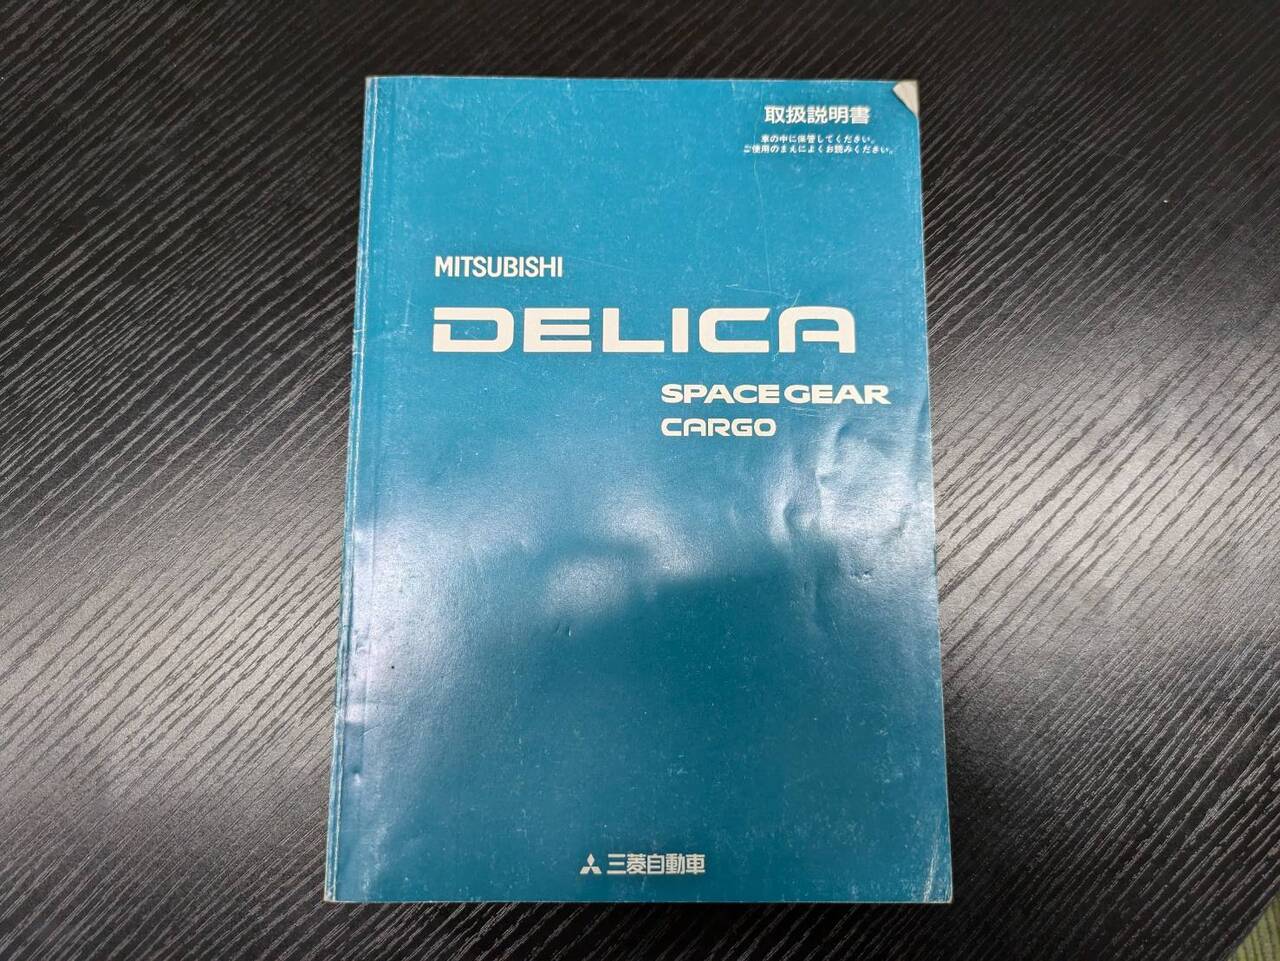 取扱説明書
車の中に保管してください。
ご使用のまえによくお読みください。
MITSUBISHI
DELICA
SPACE GEAR
CARGO
三菱自動車